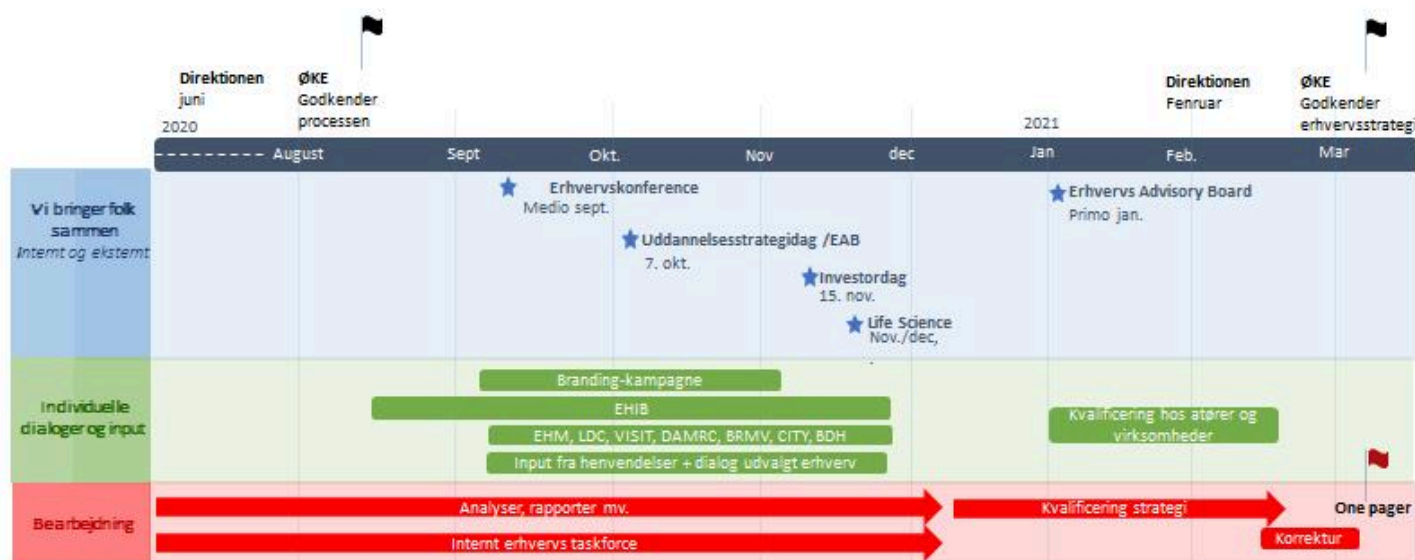 Direktionen
juni
ØKE
Godkender
processen
Direktionen
Fenruar
ØKE
Godkender
erhvervsstrategi
2020
2021
August
Sept
Okt.
Nov
dec
Jan
Feb.
Mar
Vi bringer folk
sammen
Internt og eksternt
Erhvervskonference
Medio sept.
Uddannelsesstrategidag /EAB
7. okt.
Investordag
15. nov.
Life Science
Nov./dec,
.
Erhvervs Advisory Board
Primo jan.
Individuelle
dialoger og input
Branding-kampagne
EHIB
EHM, LDC, VISIT, DAMRC, BRMV, CITY, BDH
Input fra henvendelser + dialog udvalgt erhverv
Kvalificering hos atører og
virksomheder
Bearbejdning
Analyser, rapporter mv.
Kvalificering strategi
One pager
Internt erhvervs taskforce
Korrektur